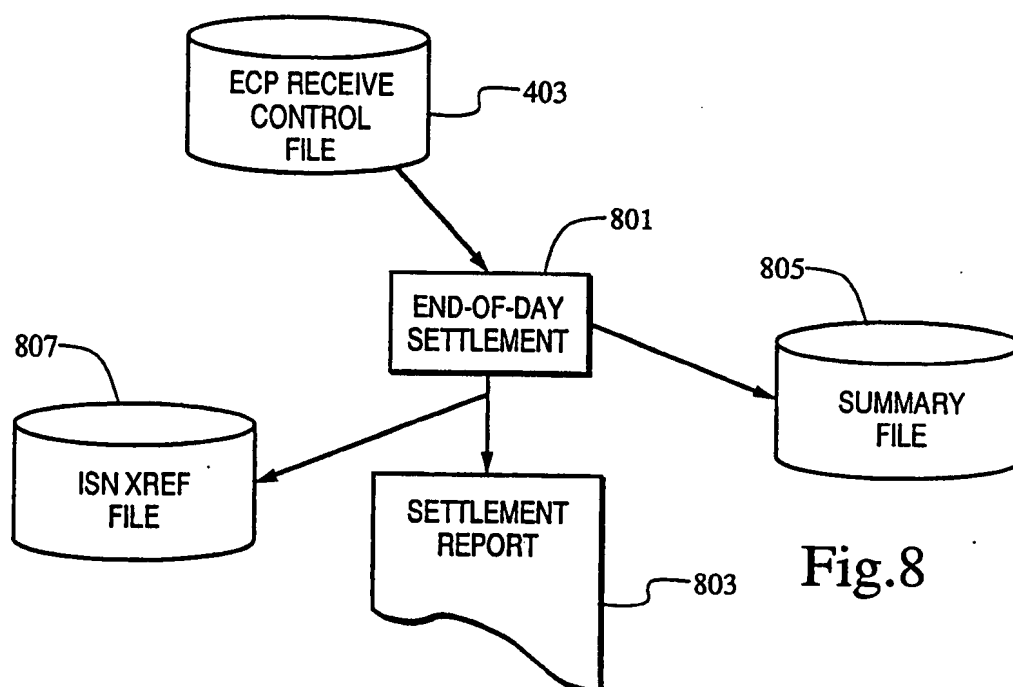 ECP RECEIVE
CONTROL
FILE
403
801
END-OF-DAY
SETTLEMENT
805
SUMMARY
FILE
807
ISN XREF
FILE
SETTLEMENT
REPORT
803
Fig.8